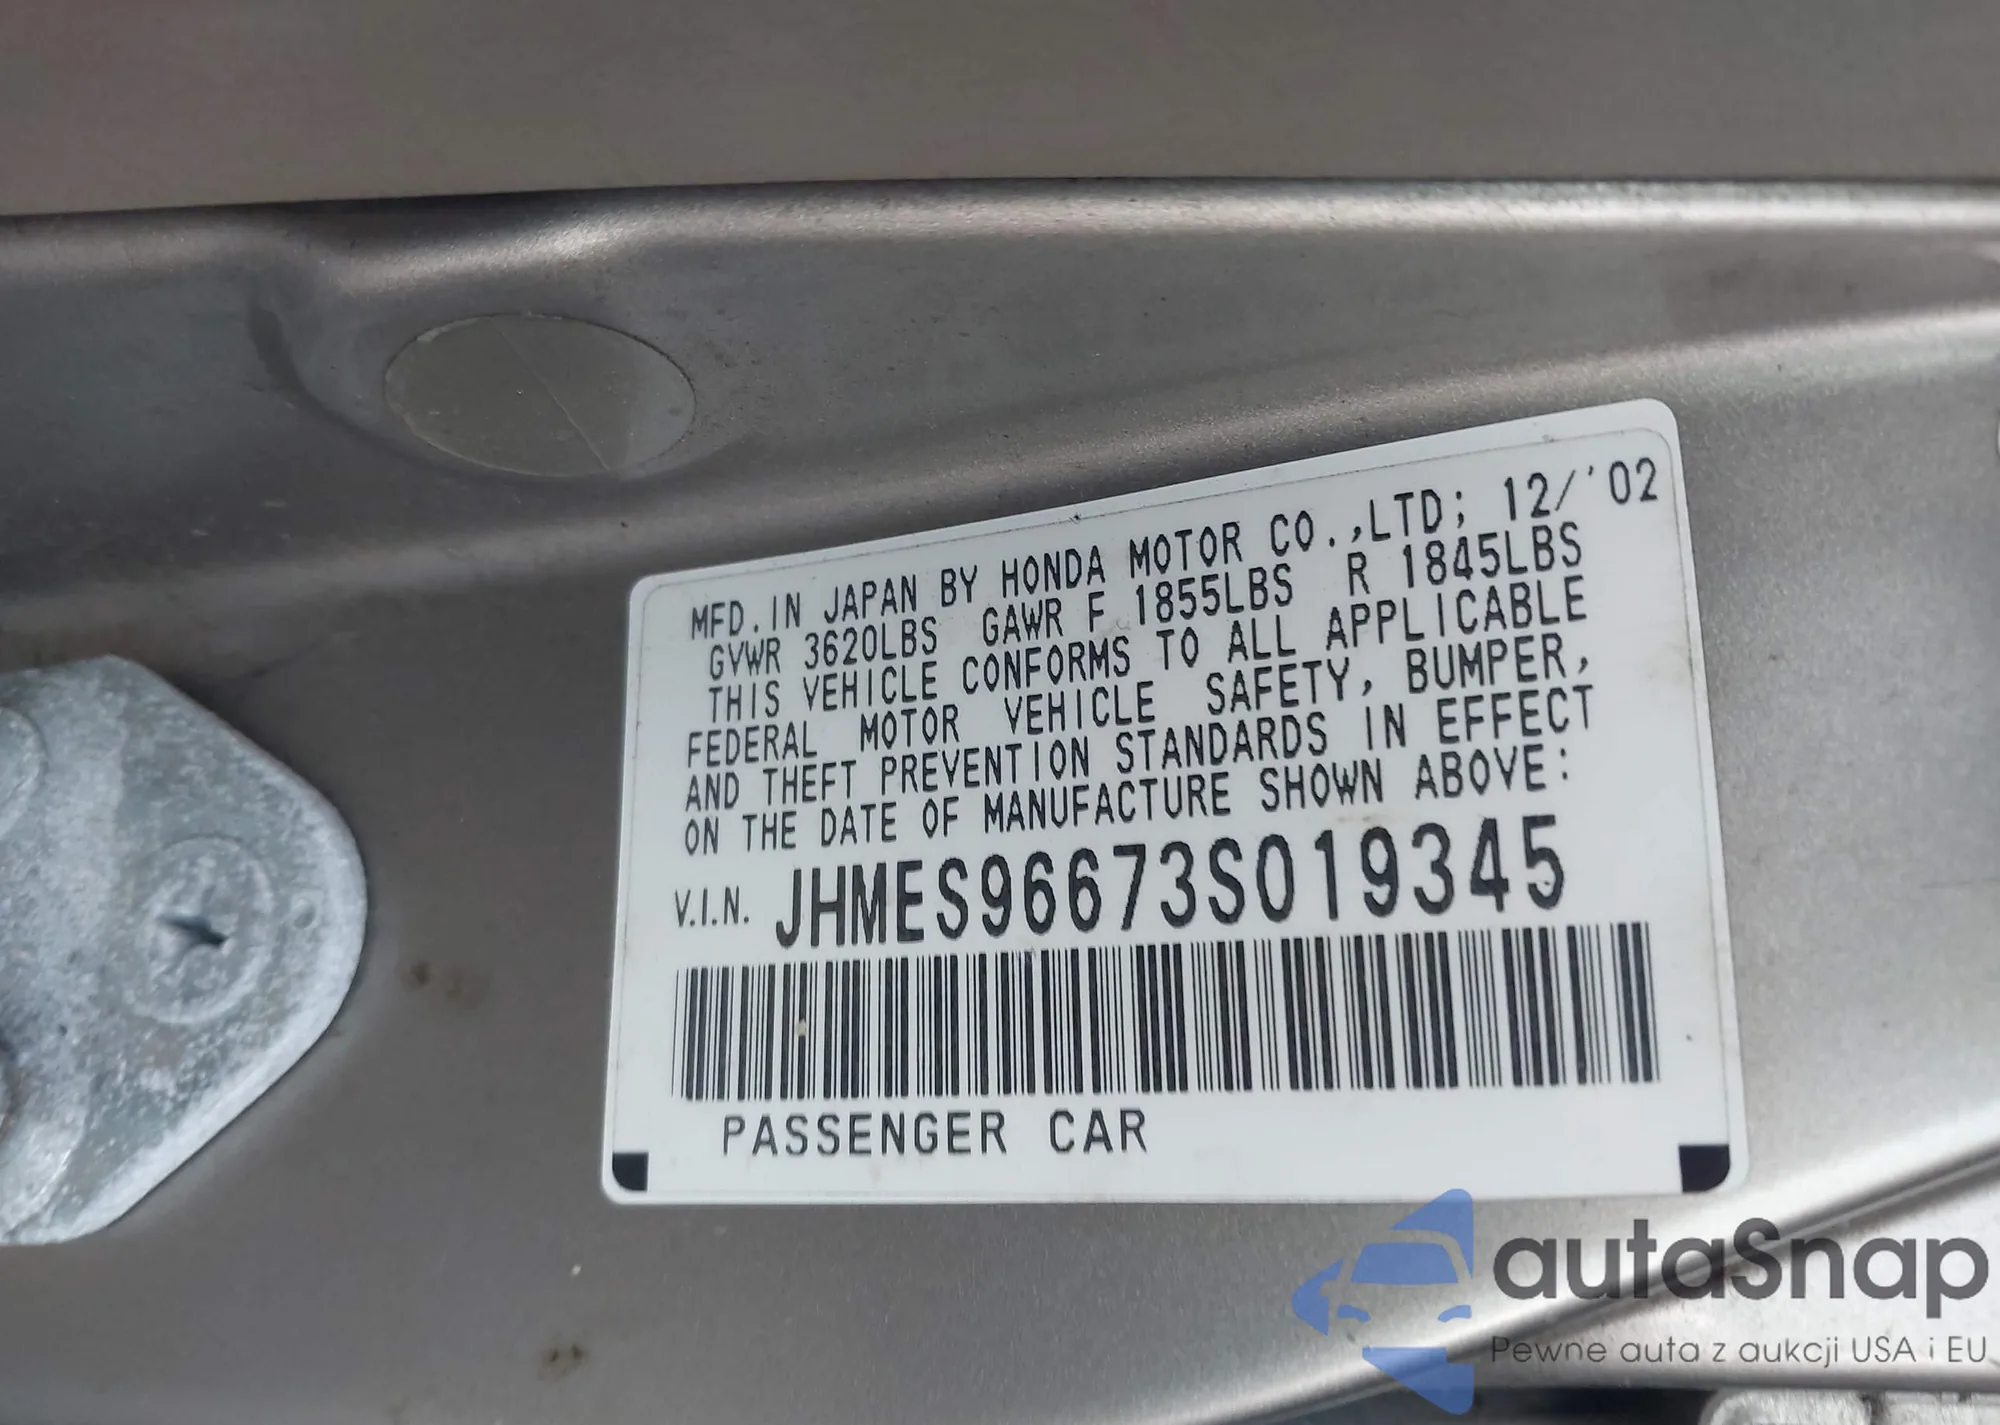 MFD. IN JAPAN BY HONDA MOTOR CO.,LTD; 12/'02
GVWR 3620LBS GAWR F 1855LBS R 1845LBS
THIS VEHICLE CONFORMS TO ALL APPLICABLE
FEDERAL MOTOR VEHICLE SAFETY, BUMPER,
AND THEFT PREVENTION STANDARDS IN EFFECT
ON THE DATE OF MANUFACTURE SHOWN ABOVE:
V.I.N. JHMES96673S019345
PASSENGER CAR
autaSnap
Pewne auta z aukcji USA i EU